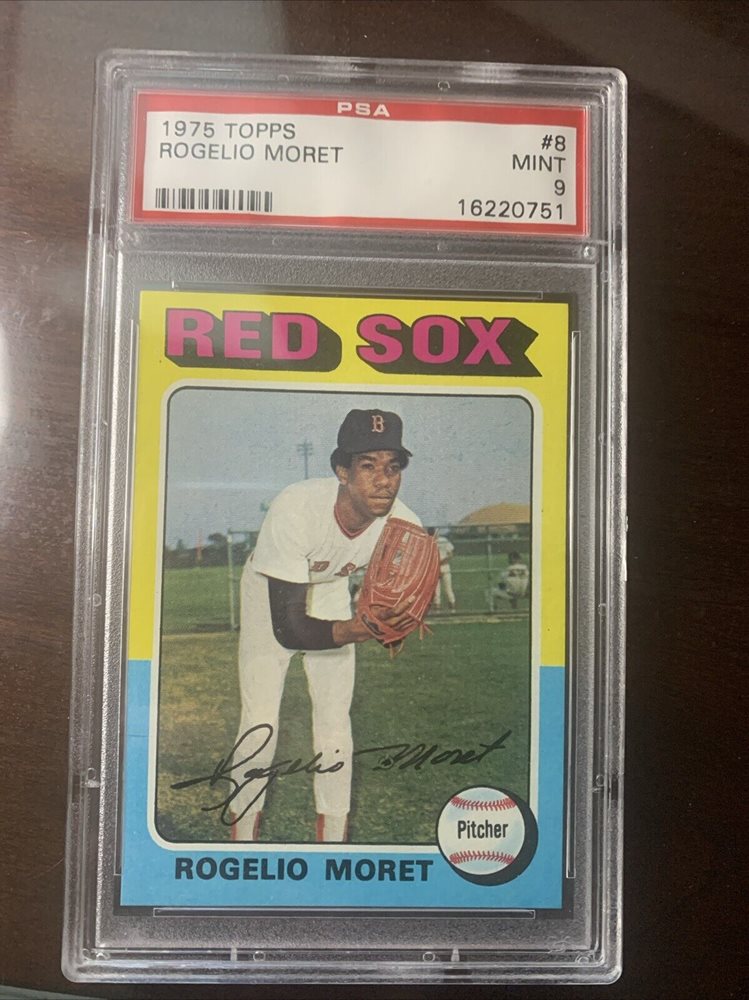 PSA
1975 TOPPS #8
ROGELIO MORET MINT
9
16220751
RED SOX
B
Rogelio Moret
Pitcher
ROGELIO MORET